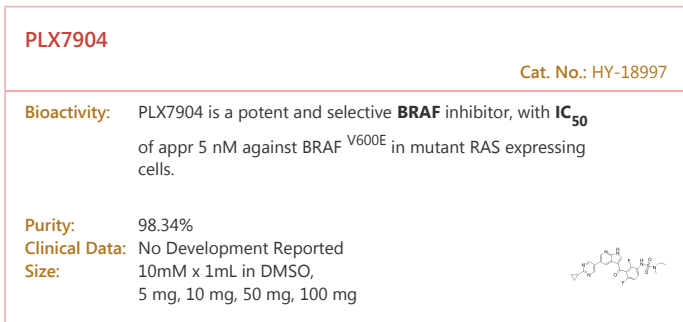 PLX7904
Cat. No.: HY-18997
Bioactivity: PLX7904 is a potent and selective BRAF inhibitor, with IC50
of appr 5 nM against BRAF V600E in mutant RAS expressing
cells.
Purity: 98.34%
Clinical Data: No Development Reported
Size: 10mM x 1mL in DMSO,
5 mg, 10 mg, 50 mg, 100 mg